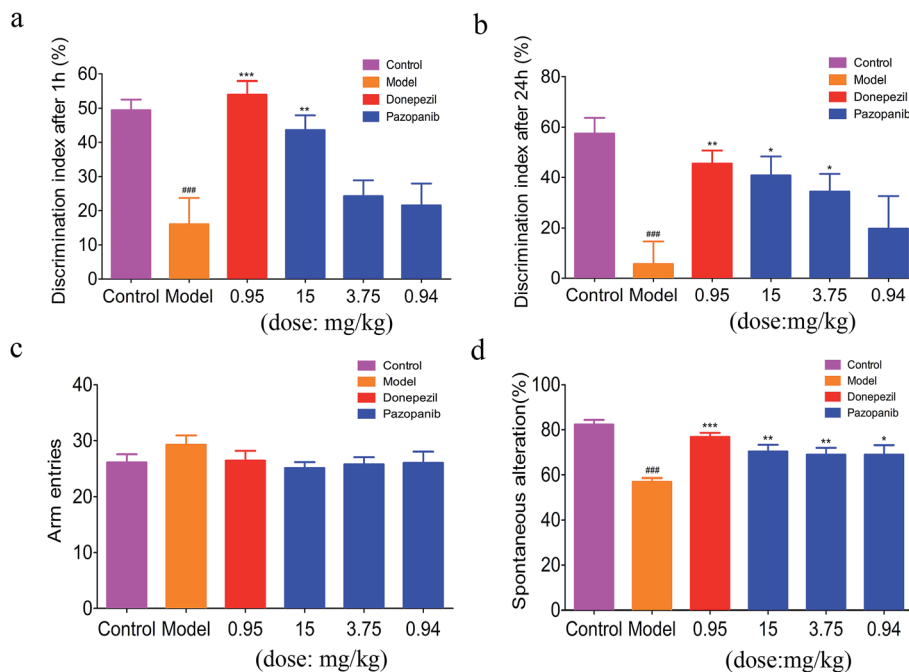 a
Discrimination index after 1h (%)
60
50
40
30
20
10
0
***
**
###
Control
Model
Donepezil
Pazopanib
Control Model 0.95 15 3.75 0.94
(dose: mg/kg)
b
Discrimination index after 24h (%)
80
60
40
20
0
###
**
*
*
Control
Model
Donepezil
Pazopanib
Control Model 0.95 15 3.75 0.94
(dose:mg/kg)
c
Arm entries
40
30
20
10
0
Control
Model
Donepezil
Pazopanib
Control Model 0.95 15 3.75 0.94
(dose: mg/kg)
d
Spontaneous alteration(%)
100
80
60
40
20
0
###
***
**
**
*
Control
Model
Donepezil
Pazopanib
Control Model 0.95 15 3.75 0.94
(dose:mg/kg)